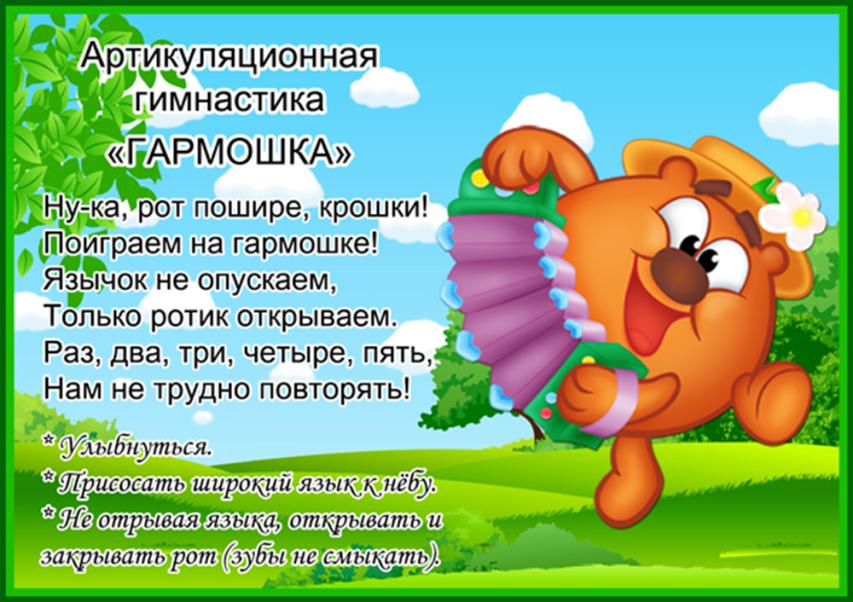 Артикуляционная
гимнастика
«ГАРМОШКА»
Ну-ка, рот пошире, крошки!
Поиграем на гармошке!
Язычок не опускаем,
Только ротик открываем.
Раз, два, три, четыре, пять,
Нам не трудно повторять!
* Улыбнуться.
* Присосать широкий язык к нёбу.
* Не отрывая языка, открывать и
закрывать рот (зубы не смыкать).